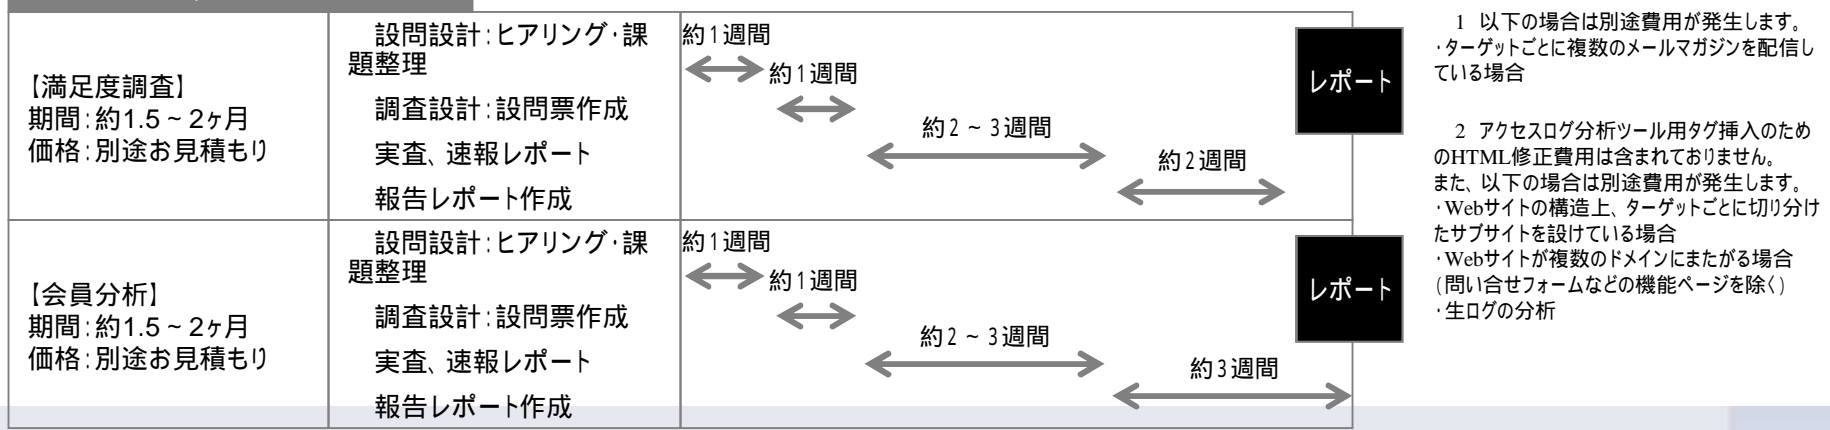 【満足度調査】
期間：約1.5～2ヶ月
価格：別途お見積もり
設問設計：ヒアリング・課
題整理
調査設計：設問票作成
実査、速報レポート
報告レポート作成
約1週間
約1週間
約2～3週間
約2週間
レポート
【会員分析】
期間：約1.5～2ヶ月
価格：別途お見積もり
設問設計：ヒアリング・課
題整理
調査設計：設問票作成
実査、速報レポート
報告レポート作成
約1週間
約1週間
約2～3週間
約3週間
レポート
1 以下の場合は別途費用が発生します。
・ターゲットごとに複数のメールマガジンを配信し
ている場合
2 アクセスログ分析ツール用タグ挿入のため
のHTML修正費用は含まれておりません。
また、以下の場合は別途費用が発生します。
・Webサイトの構造上、ターゲットごとに切り分け
たサブサイトを設けている場合
・Webサイトが複数のドメインにまたがる場合
(問い合せフォームなどの機能ページを除く)
・生ログの分析